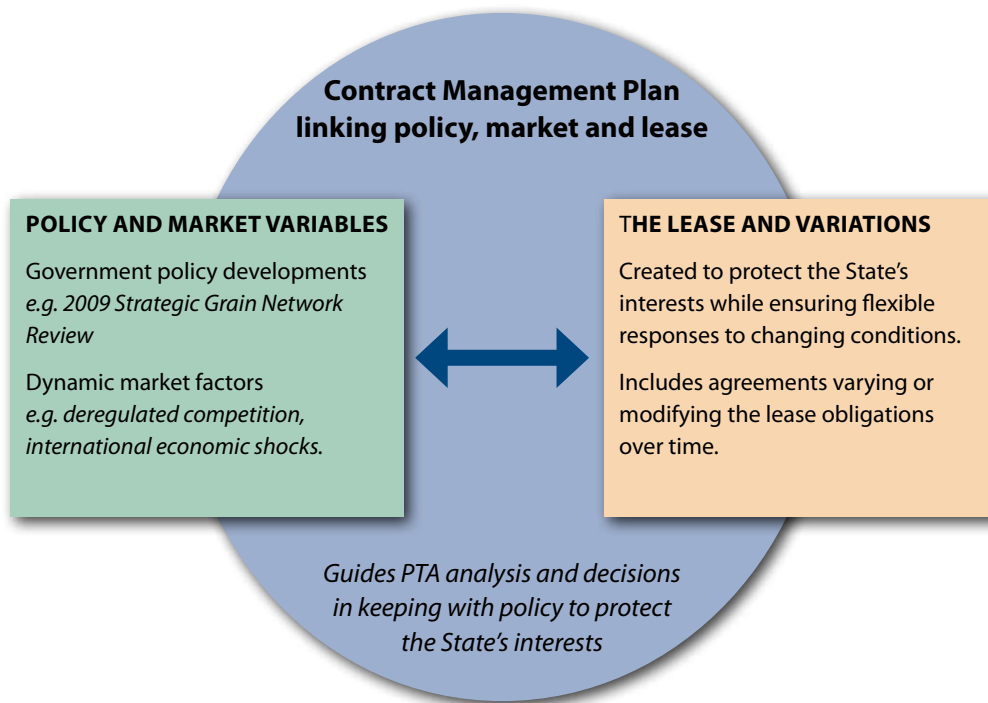 Contract Management Plan
linking policy, market and lease
POLICY AND MARKET VARIABLES
Government policy developments
e.g. 2009 Strategic Grain Network
Review
Dynamic market factors
e.g. deregulated competition,
international economic shocks.
THE LEASE AND VARIATIONS
Created to protect the State’s
interests while ensuring flexible
responses to changing conditions.
Includes agreements varying or
modifying the lease obligations
over time.
Guides PTA analysis and decisions
in keeping with policy to protect
the State’s interests